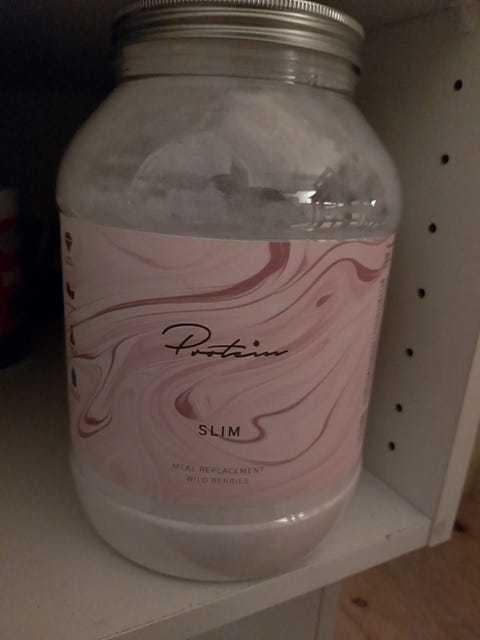 Protein
SLIM
MEAL REPLACEMENT
WILD BERRIES